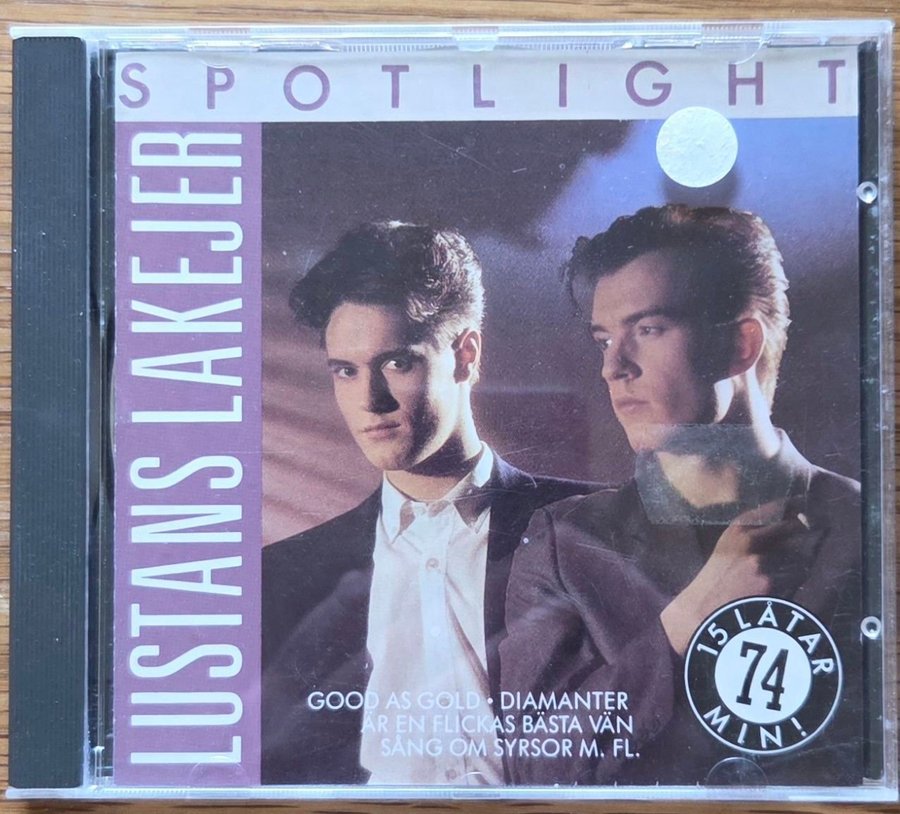 SPOTLIGHT
LUSTANS LAKEJER
GOOD AS GOLD • DIAMANTER
ÄR EN FLICKAS BÄSTA VÄN
SÅNG OM SYRSOR M. FL.
15 LÅTAR
74
MIN!